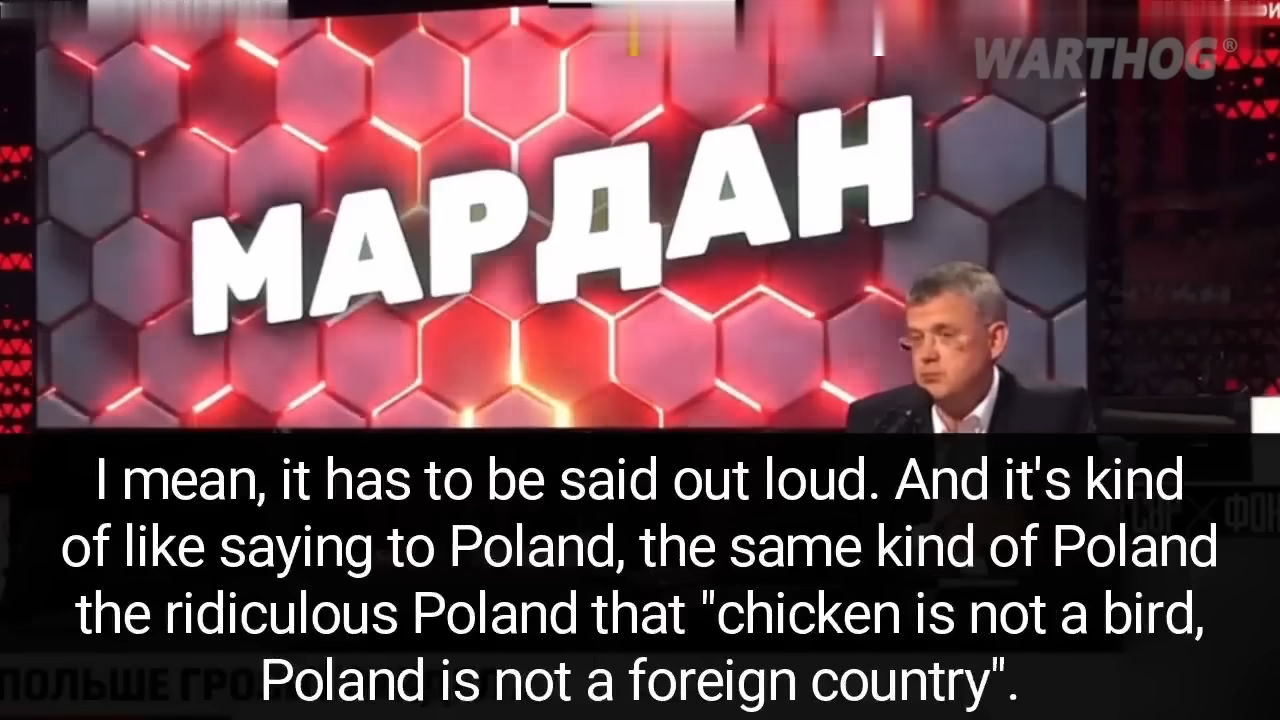 WARTHOG®
МАРДАН
I mean, it has to be said out loud. And it's kind
of like saying to Poland, the same kind of Poland
the ridiculous Poland that "chicken is not a bird,
Poland is not a foreign country".
ПОЛЬШЕ